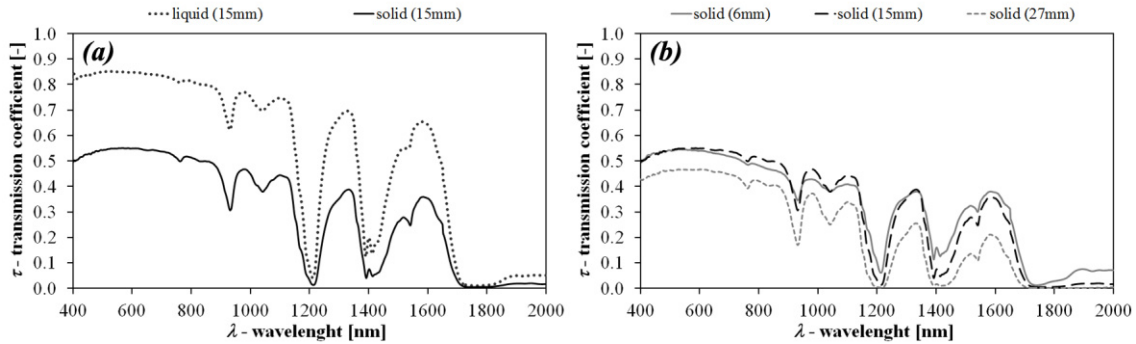 liquid (15mm) solid (15mm)
solid (6mm) solid (15mm) solid (27mm)
(a)
(b)
τ - transmission coefficient [-]
1.0
0.9
0.8
0.7
0.6
0.5
0.4
0.3
0.2
0.1
0.0
400 600 800 1000 1200 1400 1600 1800 2000
λ - wavelenght [nm]
τ - transmission coefficient [-]
1.0
0.9
0.8
0.7
0.6
0.5
0.4
0.3
0.2
0.1
0.0
400 600 800 1000 1200 1400 1600 1800 2000
λ - wavelenght [nm]